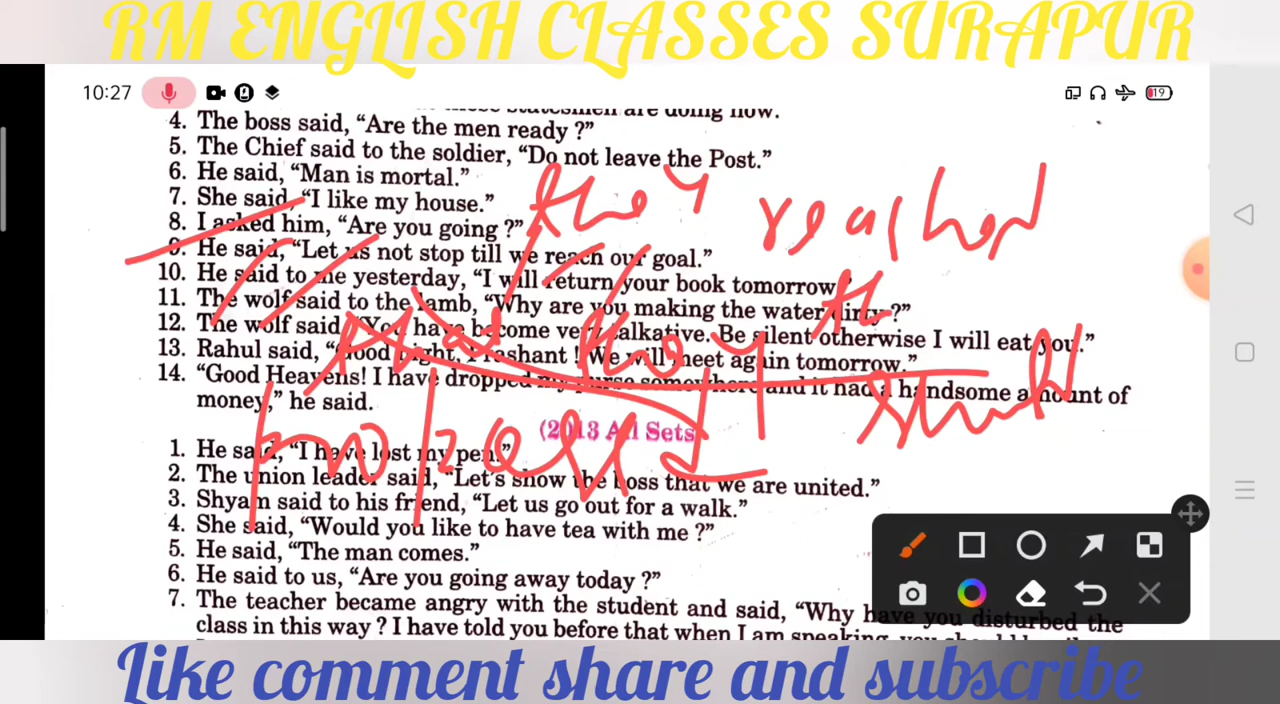 RM ENGLISH CLASSES SURAPUR
10:27
19
these statesmen are doing now.
4. The boss said, “Are the men ready ?”
5. The Chief said to the soldier, “Do not leave the Post.”
6. He said, “Man is mortal.”
7. She said, “I like my house.”
they reached
8. I asked him, “Are you going ?”
9. He said, “Let us not stop till we reach our goal.”
10. He said to me yesterday, “I will return your book tomorrow.”
11. The wolf said to the lamb, “Why are you making the water dirty ?”
12. The wolf said, “You have become very talkative. Be silent otherwise I will eat you.”
13. Rahul said, “Good night, Prashant ! We will meet again tomorrow.”
they should
14. “Good Heavens! I have dropped my purse somewhere and it had a handsome amount of
money,” he said.
(2013 All Sets)
1. He said, “I have lost my pen.”
2. The union leader said, “Let's show the boss that we are united.”
3. Shyam said to his friend, “Let us go out for a walk.”
4. She said, “Would you like to have tea with me ?”
5. He said, “The man comes.”
6. He said to us, “Are you going away today ?”
7. The teacher became angry with the student and said, “Why have you disturbed the
class in this way ? I have told you before that when I am speaking, you should
Like comment share and subscribe